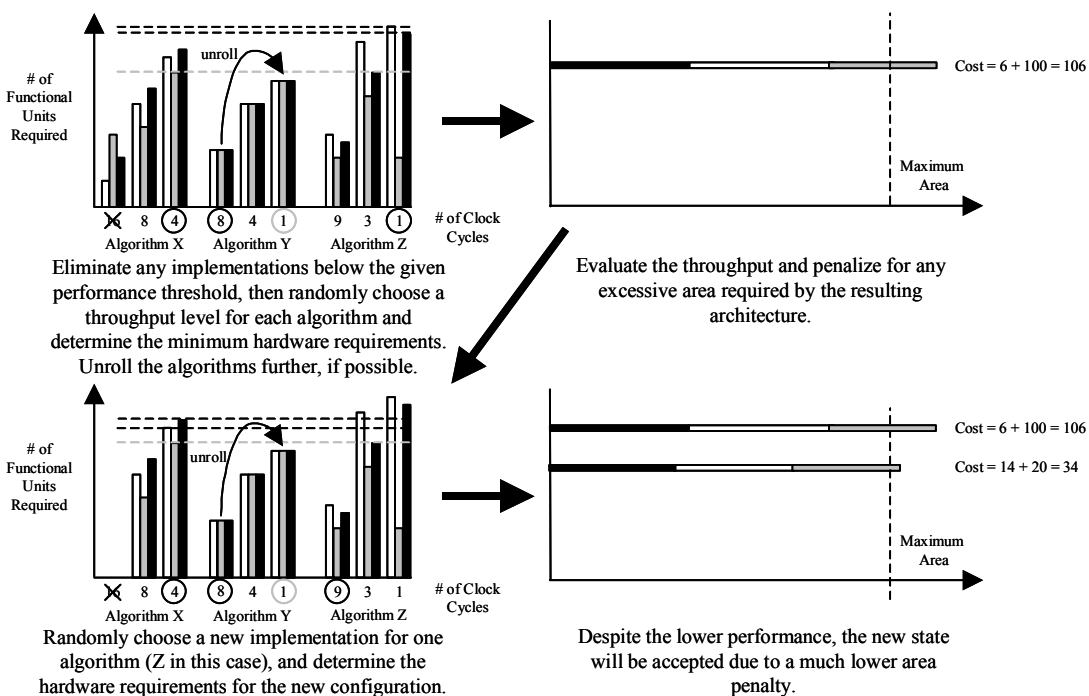 # of
Functional
Units
Required
unroll
16 8 4 8 4 1 9 3 1
# of Clock
Cycles
Algorithm X Algorithm Y Algorithm Z
Eliminate any implementations below the given
performance threshold, then randomly choose a
throughput level for each algorithm and
determine the minimum hardware requirements.
Unroll the algorithms further, if possible.
Cost = 6 + 100 = 106
Maximum
Area
Evaluate the throughput and penalize for any
excessive area required by the resulting
architecture.
# of
Functional
Units
Required
unroll
16 8 4 8 4 1 9 3 1
# of Clock
Cycles
Algorithm X Algorithm Y Algorithm Z
Randomly choose a new implementation for one
algorithm (Z in this case), and determine the
hardware requirements for the new configuration.
Cost = 6 + 100 = 106
Cost = 14 + 20 = 34
Maximum
Area
Despite the lower performance, the new state
will be accepted due to a much lower area
penalty.